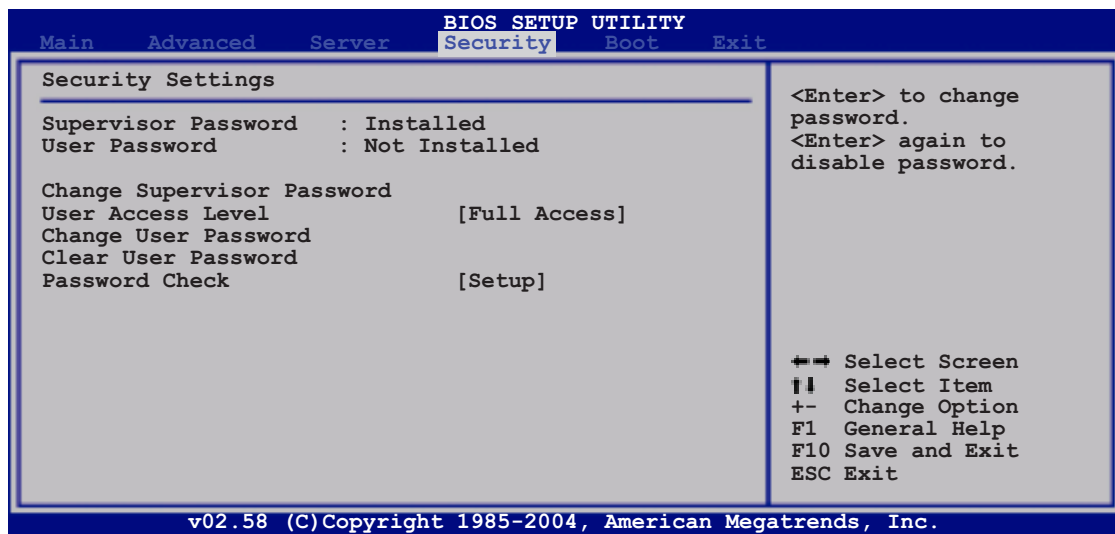 BIOS SETUP UTILITY
Main Advanced Server Security Boot Exit
Security Settings
Supervisor Password : Installed
User Password : Not Installed
Change Supervisor Password
User Access Level [Full Access]
Change User Password
Clear User Password
Password Check [Setup]
<Enter> to change
password.
<Enter> again to
disable password.
←→ Select Screen
↑↓ Select Item
+- Change Option
F1 General Help
F10 Save and Exit
ESC Exit
v02.58 (C)Copyright 1985-2004, American Megatrends, Inc.